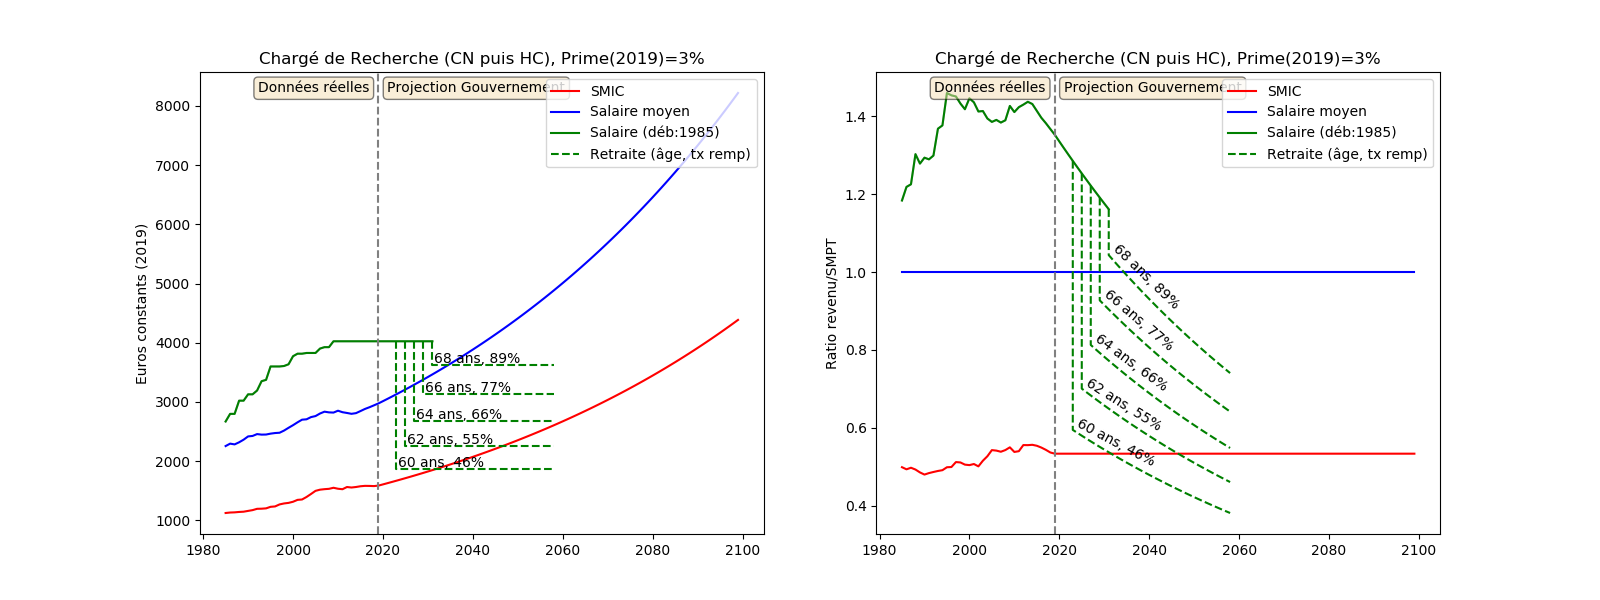 Chargé de Recherche (CN puis HC), Prime(2019)=3%
Données réelles
Projection Gouvernement
SMIC
Salaire moyen
Salaire (déb:1985)
Retraite (âge, tx remp)
Euros constants (2019)
8000
7000
6000
5000
4000
3000
2000
1000
68 ans, 89%
66 ans, 77%
64 ans, 66%
62 ans, 55%
60 ans, 46%
1980
2000
2020
2040
2060
2080
2100
Chargé de Recherche (CN puis HC), Prime(2019)=3%
Données réelles
Projection Gouvernement
SMIC
Salaire moyen
Salaire (déb:1985)
Retraite (âge, tx remp)
Ratio revenu/SMPT
1.4
1.2
1.0
0.8
0.6
0.4
68 ans, 89%
66 ans, 77%
64 ans, 66%
62 ans, 55%
60 ans, 46%
1980
2000
2020
2040
2060
2080
2100